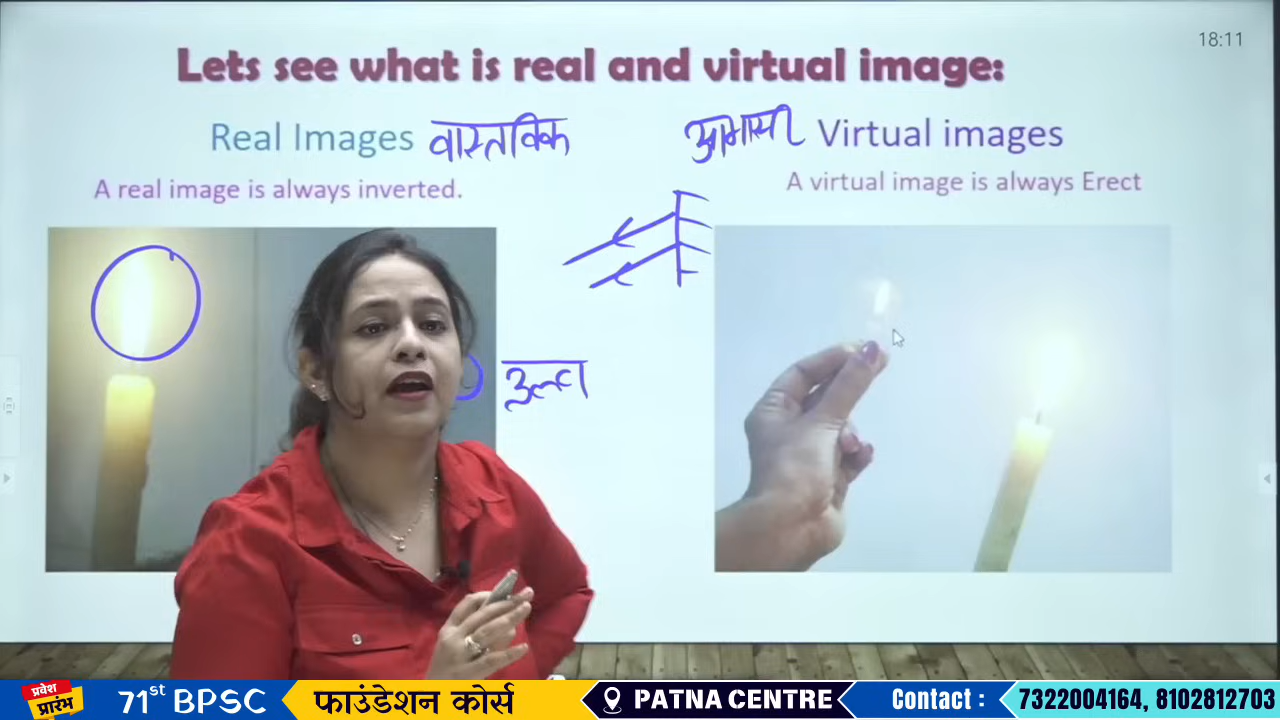 18:11
Lets see what is real and virtual image:
Real Images वास्तविक
A real image is always inverted.
आभासी Virtual images
A virtual image is always Erect
उल्टा
प्रवेश
प्रारंभ
71st BPSC
फाउंडेशन कोर्स
PATNA CENTRE
Contact :
7322004164, 8102812703